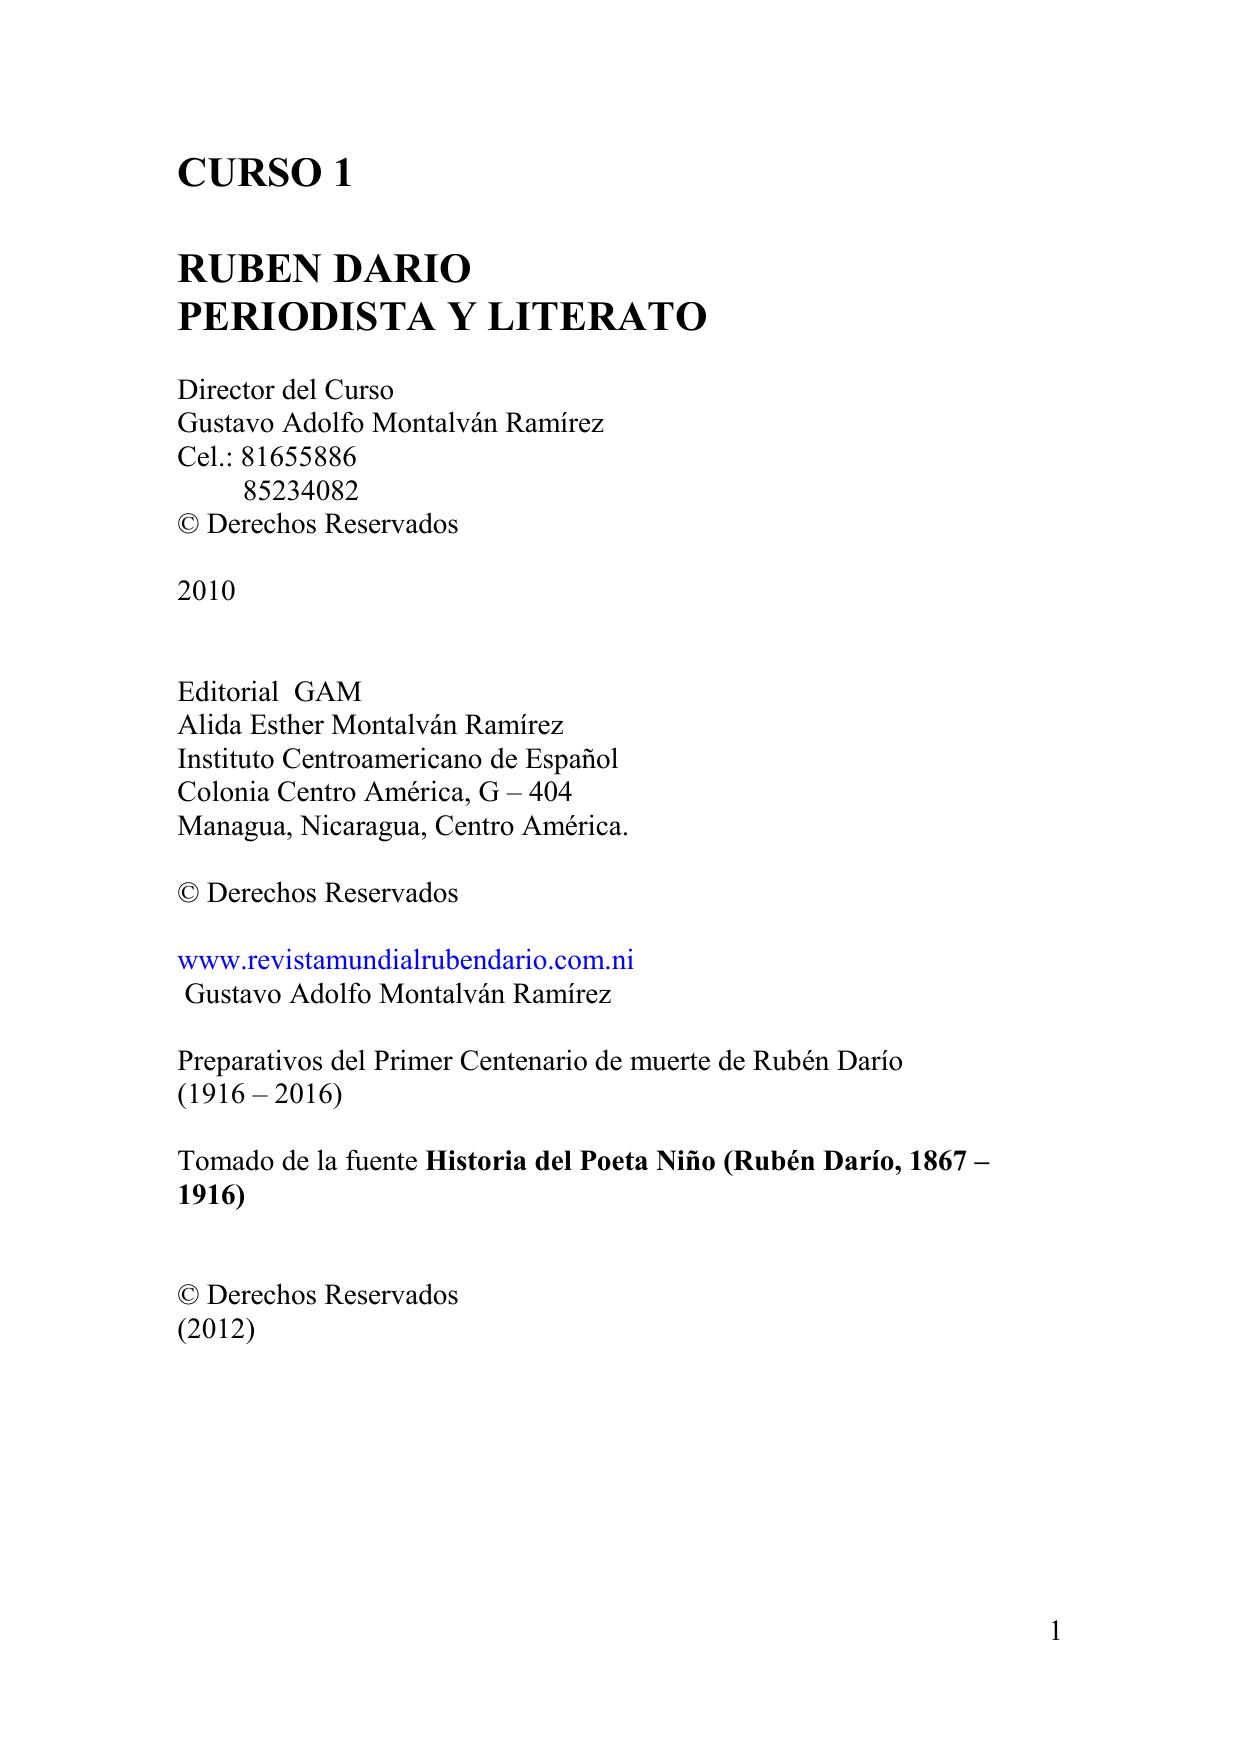 CURSO 1
RUBEN DARIO
PERIODISTA Y LITERATO
Director del Curso
Gustavo Adolfo Montalván Ramírez
Cel.: 81655886
85234082
© Derechos Reservados
2010
Editorial  GAM
Alida Esther Montalván Ramírez
Instituto Centroamericano de Español
Colonia Centro América, G – 404
Managua, Nicaragua, Centro América.
© Derechos Reservados
www.revistamundialrubendario.com.ni
Gustavo Adolfo Montalván Ramírez
Preparativos del Primer Centenario de muerte de Rubén Darío
(1916 – 2016)
Tomado de la fuente Historia del Poeta Niño (Rubén Darío, 1867 –
1916)
© Derechos Reservados
(2012)
1